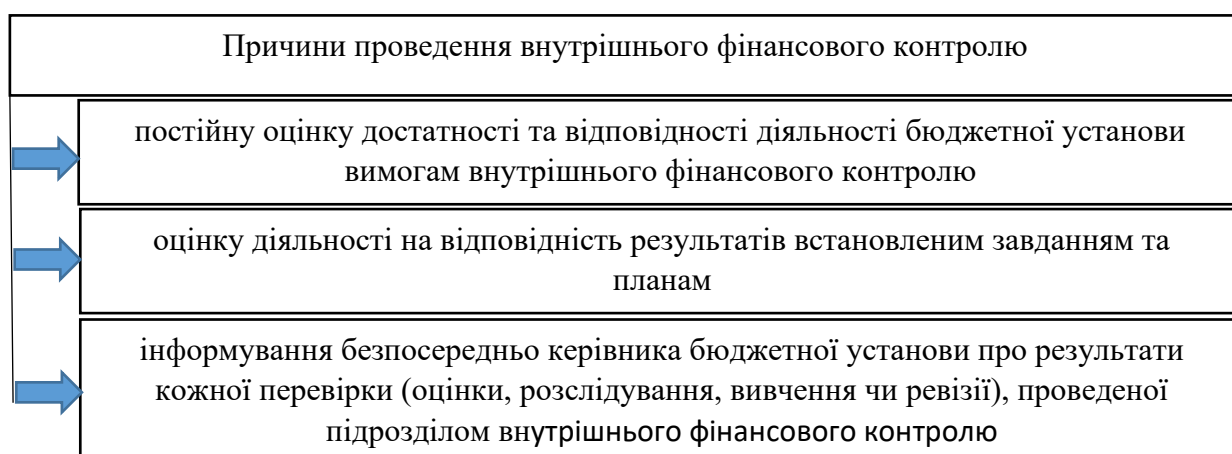 Причини проведення внутрішнього фінансового контролю
постійну оцінку достатності та відповідності діяльності бюджетної установи
вимогам внутрішнього фінансового контролю
оцінку діяльності на відповідність результатів встановленим завданням та
планам
інформування безпосередньо керівника бюджетної установи про результати
кожної перевірки (оцінки, розслідування, вивчення чи ревізії), проведеної
підрозділом внутрішнього фінансового контролю